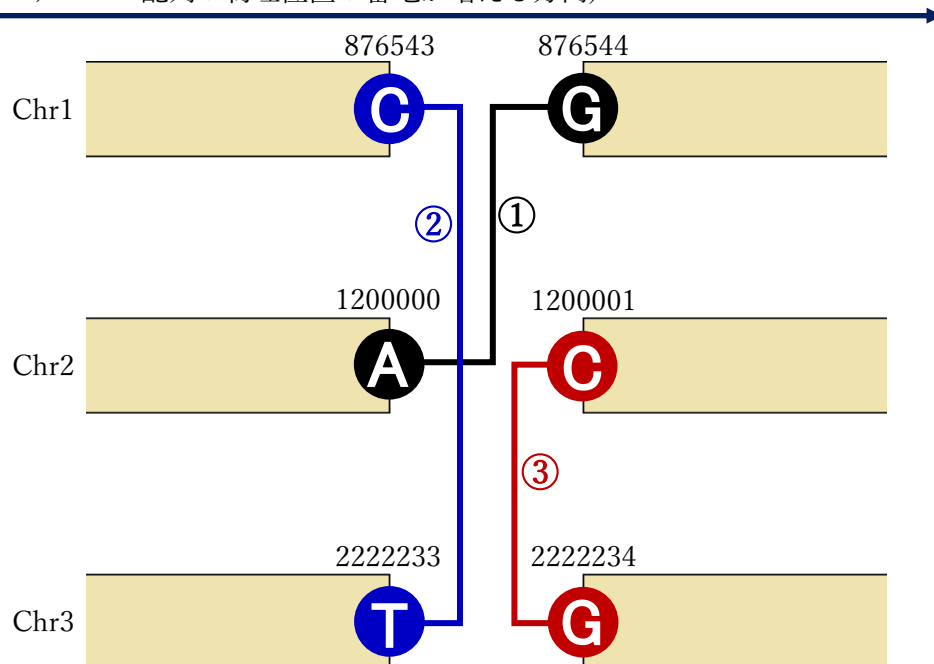 876543 876544
Chr1 C G
② ①
1200000 1200001
Chr2 A C
③
2222233 2222234
Chr3 T G